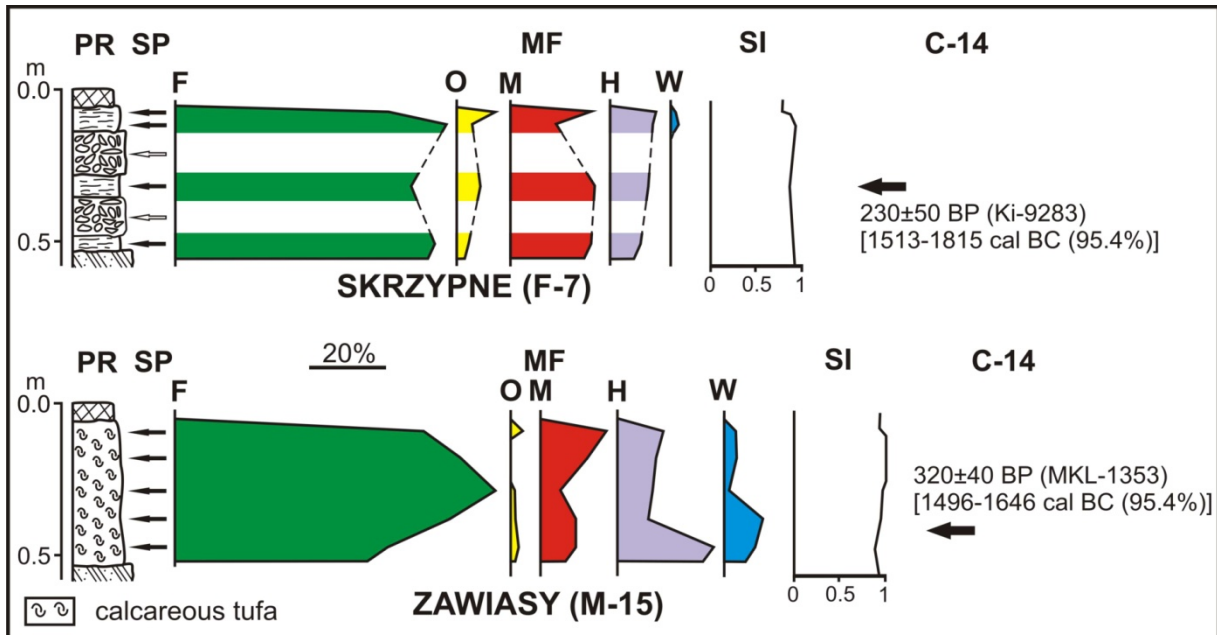 PR SP MF SI C-14
m
F O M H W
0.0
0.5
230±50 BP (Ki-9283)
[1513-1815 cal BC (95.4%)]
0 0.5 1
SKRZYPNE (F-7)
20%
PR SP MF SI C-14
m
F O M H W
0.0
0.5
320±40 BP (MKL-1353)
[1496-1646 cal BC (95.4%)]
0 0.5 1
calcareous tufa
ZAWIASY (M-15)